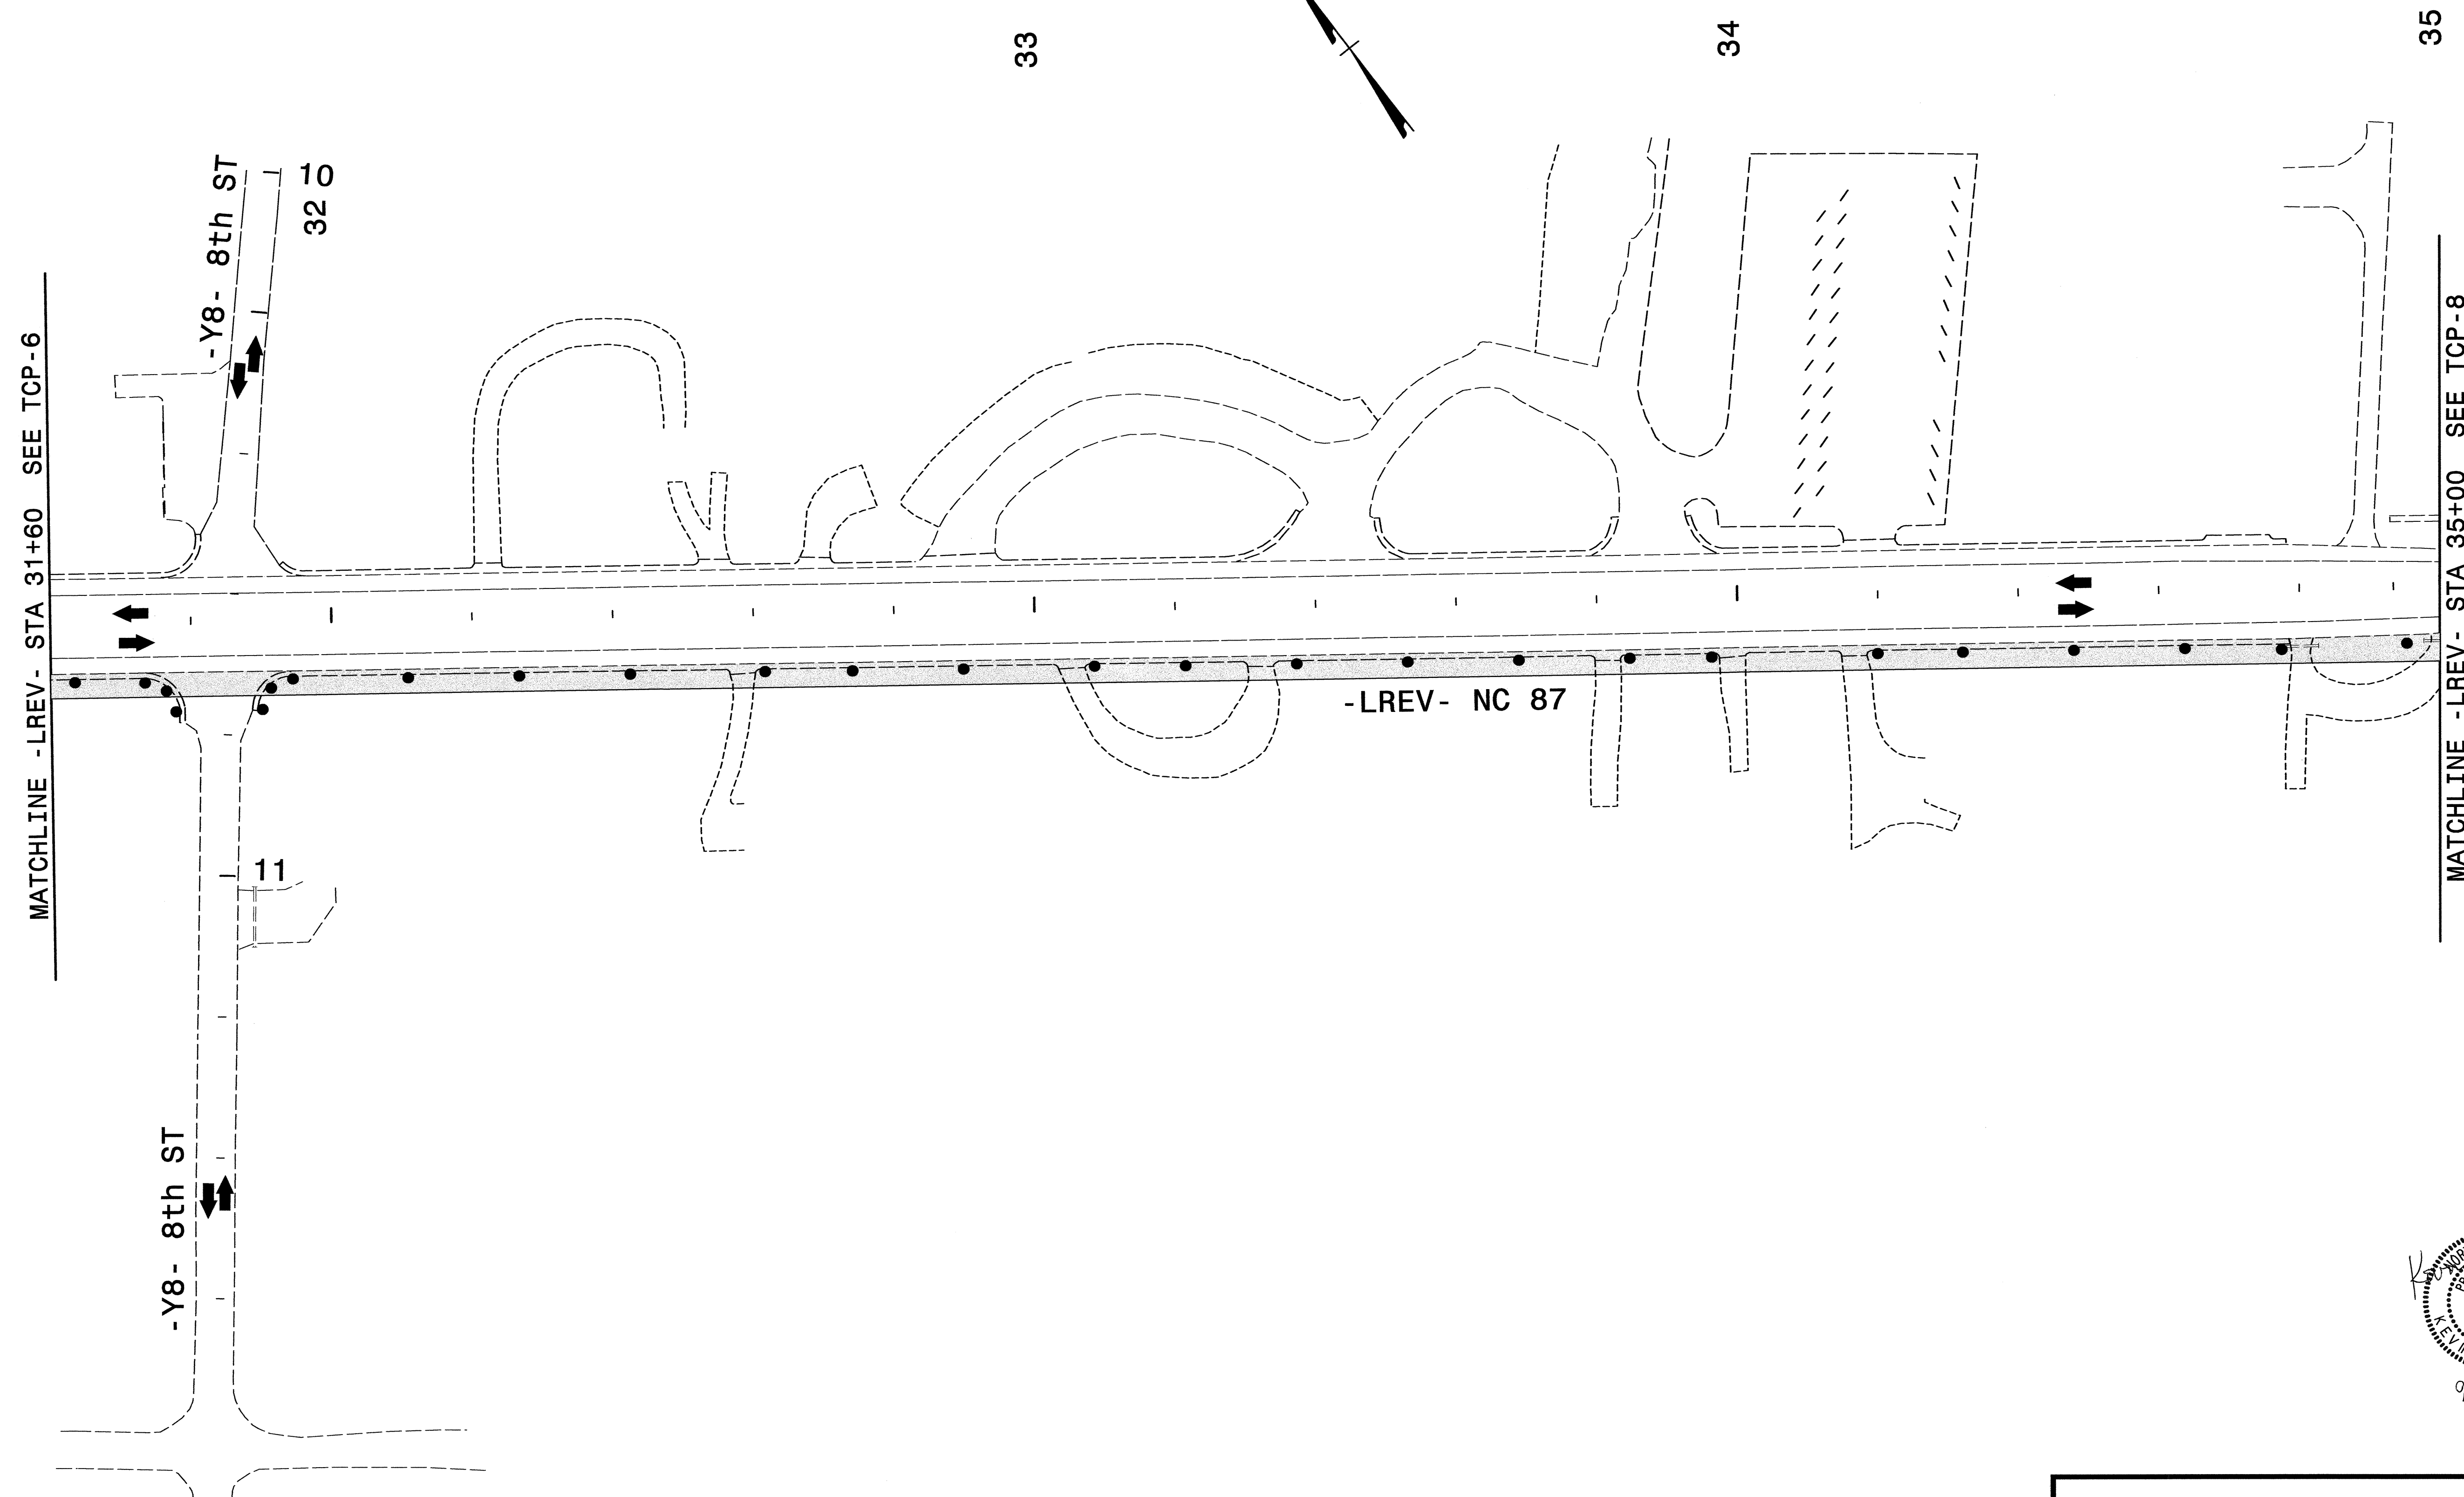 33
34
35
-Y8- 8th ST
10
32
MATCHLINE -LREV- STA 31+60 SEE TCP-6
MATCHLINE -LREV- STA 35+00 SEE TCP-8
-LREV- NC 87
11
-Y8- 8th ST